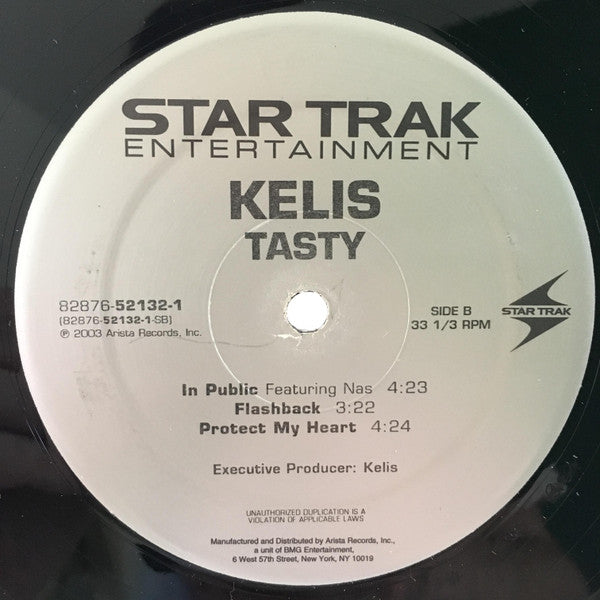 STAR TRAK
ENTERTAINMENT
KELIS
TASTY
82876-52132-1
(82876-52132-1-SB)
℗ 2003 Arista Records, Inc.
SIDE B
33 1/3 RPM
STAR TRAK
In Public Featuring Nas 4:23
Flashback 3:22
Protect My Heart 4:24
Executive Producer: Kelis
UNAUTHORIZED DUPLICATION IS A
VIOLATION OF APPLICABLE LAWS
Manufactured and Distributed by Arista Records, Inc.,
a unit of BMG Entertainment,
6 West 57th Street, New York, NY 10019